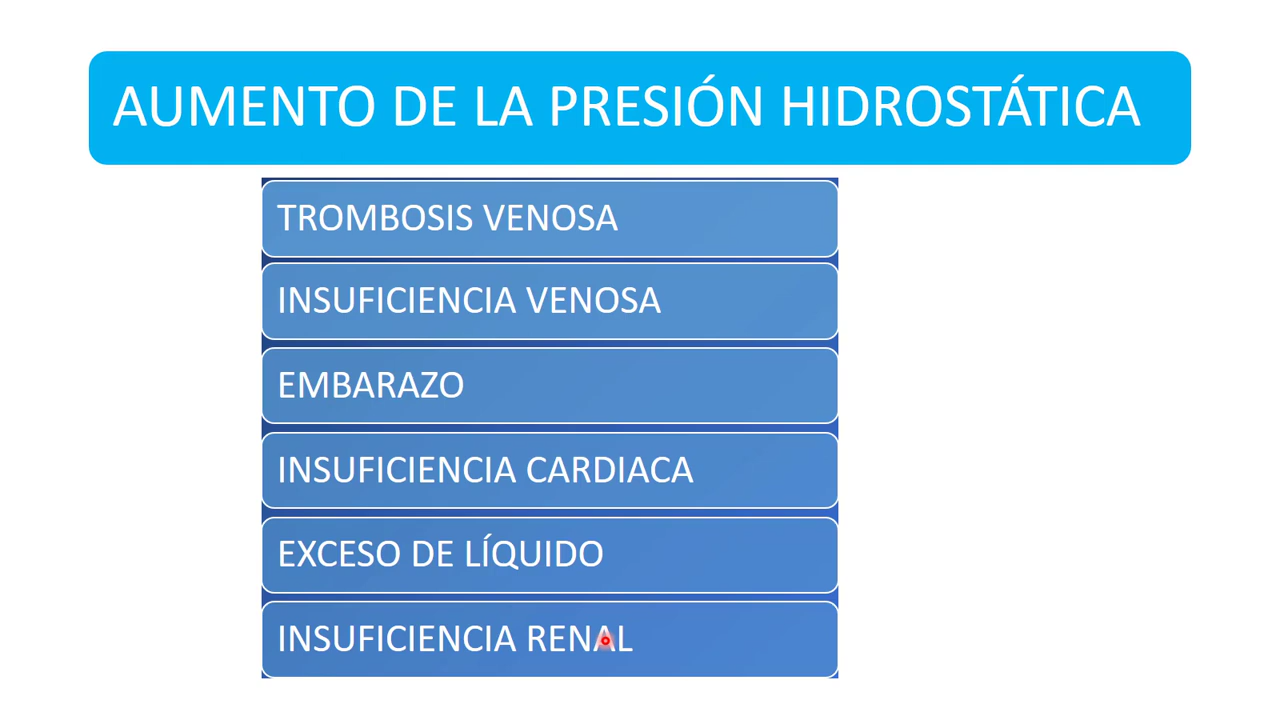 AUMENTO DE LA PRESIÓN HIDROSTÁTICA
TROMBOSIS VENOSA
INSUFICIENCIA VENOSA
EMBARAZO
INSUFICIENCIA CARDIACA
EXCESO DE LÍQUIDO
INSUFICIENCIA RENAL